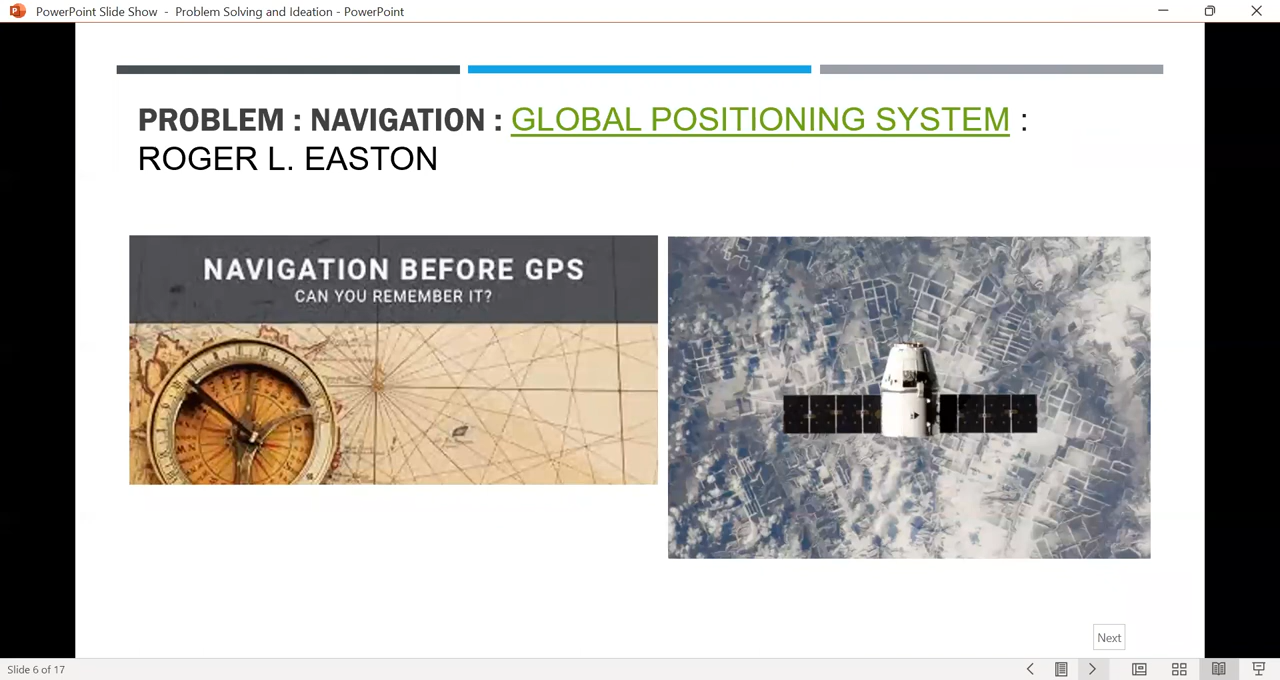 PowerPoint Slide Show - Problem Solving and Ideation - PowerPoint
PROBLEM : NAVIGATION : GLOBAL POSITIONING SYSTEM :
ROGER L. EASTON
NAVIGATION BEFORE GPS
CAN YOU REMEMBER IT?
Next
Slide 6 of 17